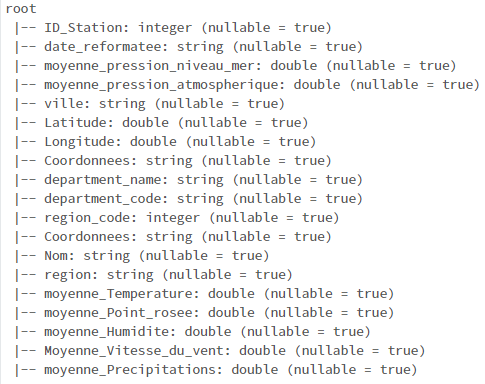 root
 |-- ID_Station: integer (nullable = true)
 |-- date_reformatee: string (nullable = true)
 |-- moyenne_pression_niveau_mer: double (nullable = true)
 |-- moyenne_pression_atmospherique: double (nullable = true)
 |-- ville: string (nullable = true)
 |-- Latitude: double (nullable = true)
 |-- Longitude: double (nullable = true)
 |-- Coordonnees: string (nullable = true)
 |-- department_name: string (nullable = true)
 |-- department_code: string (nullable = true)
 |-- region_code: integer (nullable = true)
 |-- Coordonnees: string (nullable = true)
 |-- Nom: string (nullable = true)
 |-- region: string (nullable = true)
 |-- moyenne_Temperature: double (nullable = true)
 |-- moyenne_Point_rosee: double (nullable = true)
 |-- moyenne_Humidite: double (nullable = true)
 |-- Moyenne_Vitesse_du_vent: double (nullable = true)
 |-- moyenne_Precipitations: double (nullable = true)